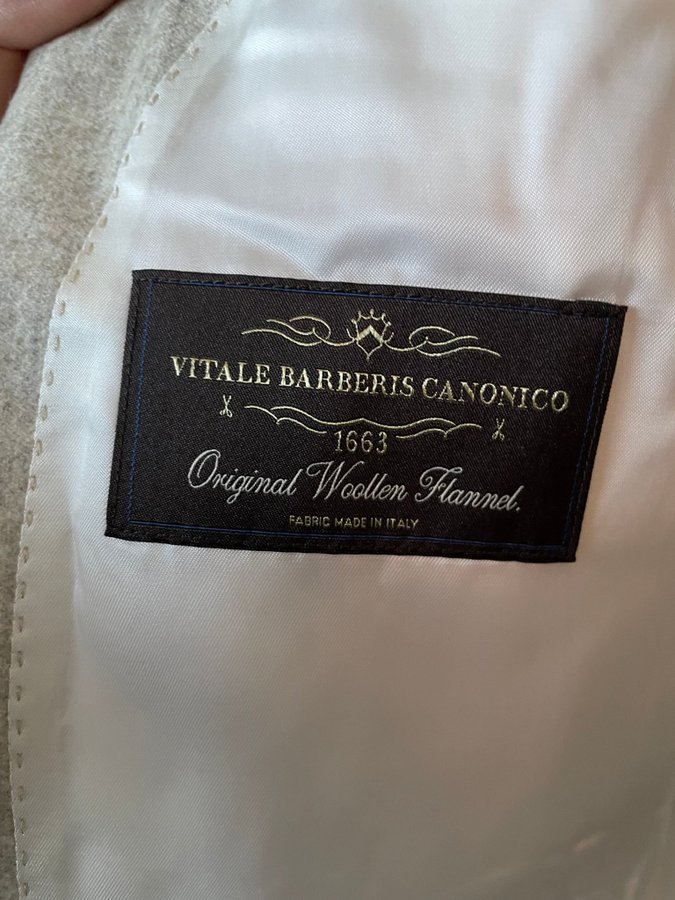 VITALE BARBERIS CANONICO
1663
Original Woollen Flannel.
FABRIC MADE IN ITALY